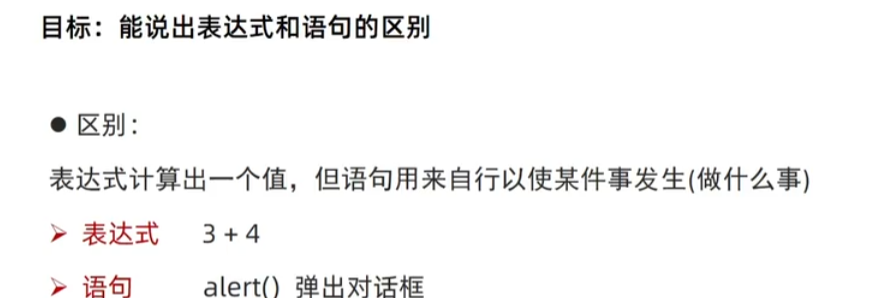 目标：能说出表达式和语句的区别
● 区别：
表达式计算出一个值，但语句用来自行以使某件事发生(做什么事)
➢ 表达式 3 + 4
➢ 语句 alert() 弹出对话框